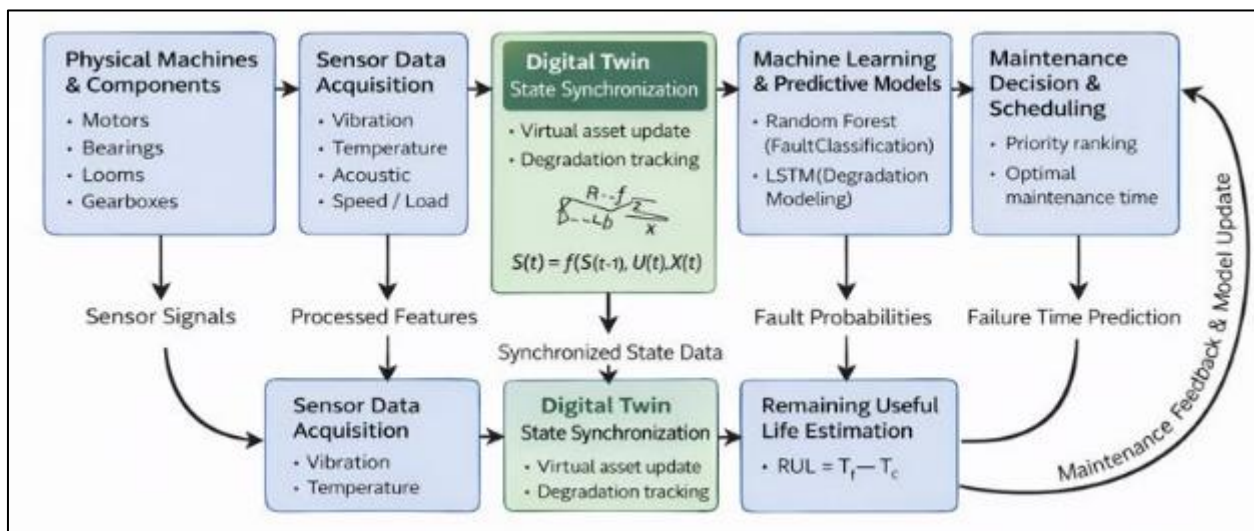 Physical Machines
& Components
• Motors
• Bearings
• Looms
• Gearboxes
Sensor Data
Acquisition
• Vibration
• Temperature
• Acoustic
• Speed / Load
Digital Twin
State Synchronization
• Virtual asset update
• Degradation tracking
S(t) = f(S(t-1), U(t),X(t)
Machine Learning
& Predictive Models
• Random Forest
(FaultClassification)
• LSTM(Degradation
Modeling)
Maintenance
Decision &
Scheduling
• Priority ranking
• Optimal
maintenance time
Sensor Signals
Processed Features
Synchronized State Data
Fault Probabilities
Failure Time Prediction
Sensor Data
Acquisition
• Vibration
• Temperature
Digital Twin
State Synchronization
• Virtual asset update
• Degradation tracking
Remaining Useful
Life Estimation
• RUL = Tf — Tc
Maintenance Feedback & Model Update